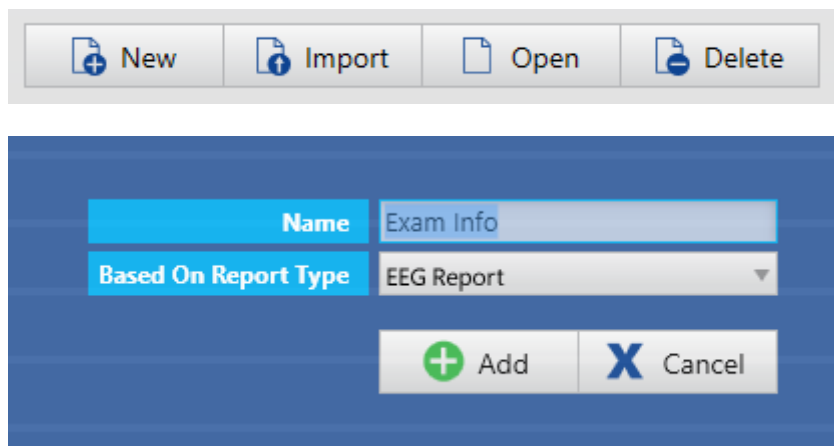 New Import Open Delete
Name Exam Info
Based On Report Type EEG Report
Add Cancel